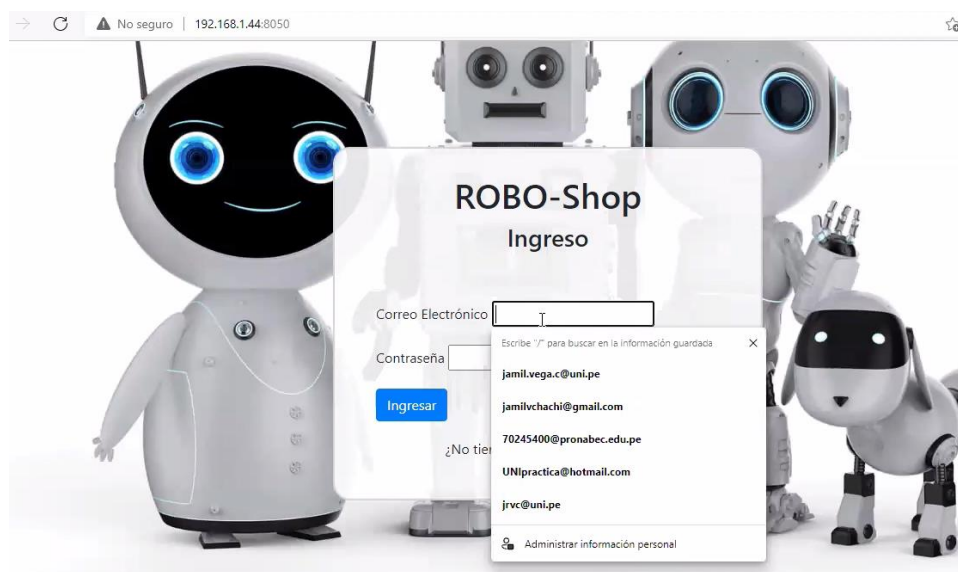 No seguro | 192.168.1.44:8050
ROBO-Shop
Ingreso
Correo Electrónico
Escribe "/" para buscar en la información guardada
Contraseña
jamil.vega.c@uni.pe
Ingresar
jamilvchachi@gmail.com
70245400@pronabec.edu.pe
¿No tien
UNIpractica@hotmail.com
jrvc@uni.pe
Administrar información personal